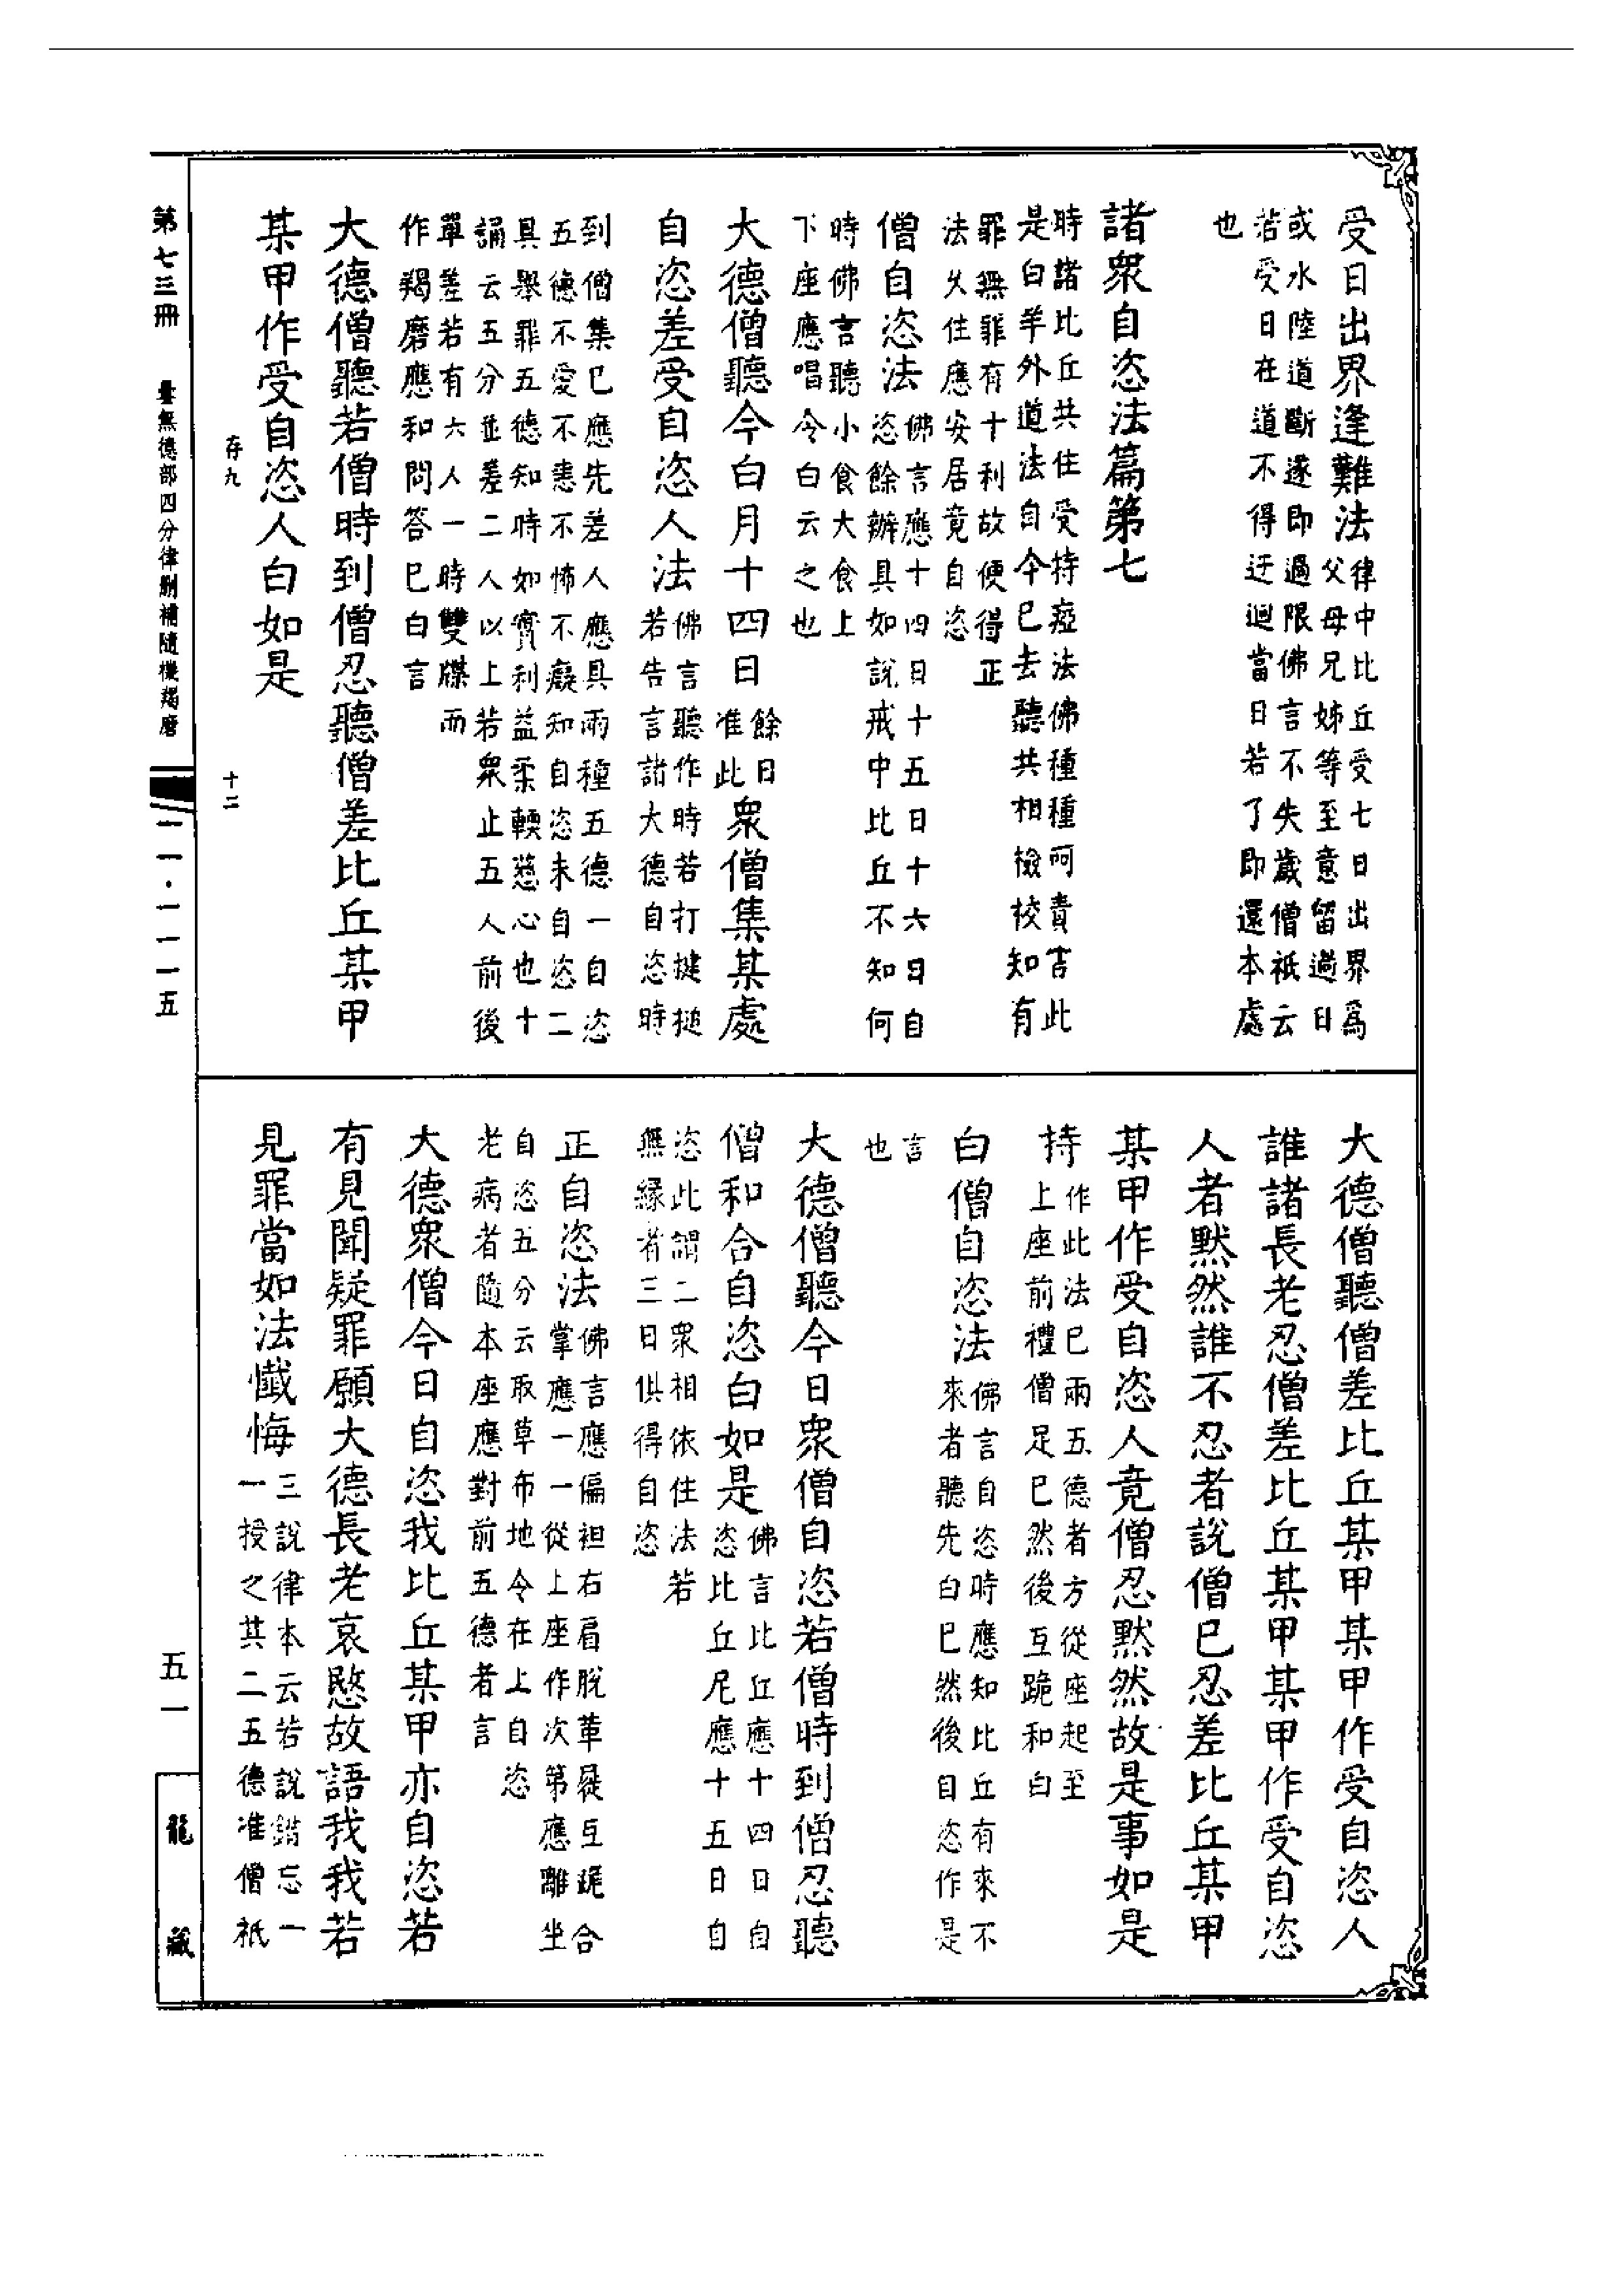 受日出界逢難法律中比丘受七日出界爲
父母兄姊等至意留過日
或水陸道斷遂即過限佛言不失歲僧祇云
若受日在道不得迂迴當日若了即還本處
也
諸衆自恣法篇第七
時諸比丘共住受持瘂法佛種種呵責言此
是白羊外道法自今已去聽共相檢校知有
罪無罪有十利故便得正
法久住應安居竟自恣
僧自恣法佛言應十四日十五日十六日自
恣餘辦具如說戒中比丘不知何
時佛言聽小食大食上
下座應唱今白云之也
大德僧聽今白月十四日餘日准此衆僧集某處
自恣差受自恣人法佛言聽作時若打揵搥
若告言諸大德自恣時
到僧集已應先差人應具兩種五德一自恣
五德不愛不恚不怖不癡知自恣未自恣二
具舉罪五德知時如實利益柔輭慈心也十
誦云五分並差二人以上若衆止五人前後
單差若有六人一時雙牒而
作羯磨應和問答已白言
大德僧聽若僧時到僧忍聽僧差比丘某甲
某甲作受自恣人白如是
存九
十二
大德僧聽僧差比丘某甲某甲作受自恣人
誰諸長老忍僧差比丘某甲某甲作受自恣
人者黙然誰不忍者說僧已忍差比丘某甲
某甲作受自恣人竟僧忍黙然故是事如是
持作此法已兩五德者方從座起至
上座前禮僧足已然後互跪和白
白僧自恣法佛言自恣時應知比丘有來不
來者聽先白已然後自恣作是
言
也
大德僧聽今日衆僧自恣若僧時到僧忍聽
僧和合自恣白如是佛言比丘應十四日自
恣比丘尼應十五日自
恣此謂二衆相依住法若
無緣者三日俱得自恣
正自恣法佛言應偏袒右肩脫革屣互跪合
掌應一一從上座作次第應離坐
自恣五分云取草布地令在上自恣
老病者隨本座應對前五德者言
大德衆僧今日自恣我比丘某甲亦自恣若
有見聞疑罪願大德長老哀愍故語我我若
見罪當如法懺悔三說律本云若說錯忘一
一授之其二五德准僧祇
第七三冊
曇無德部四分律刪補隨機羯磨
一一·一一一五
五一
龍藏